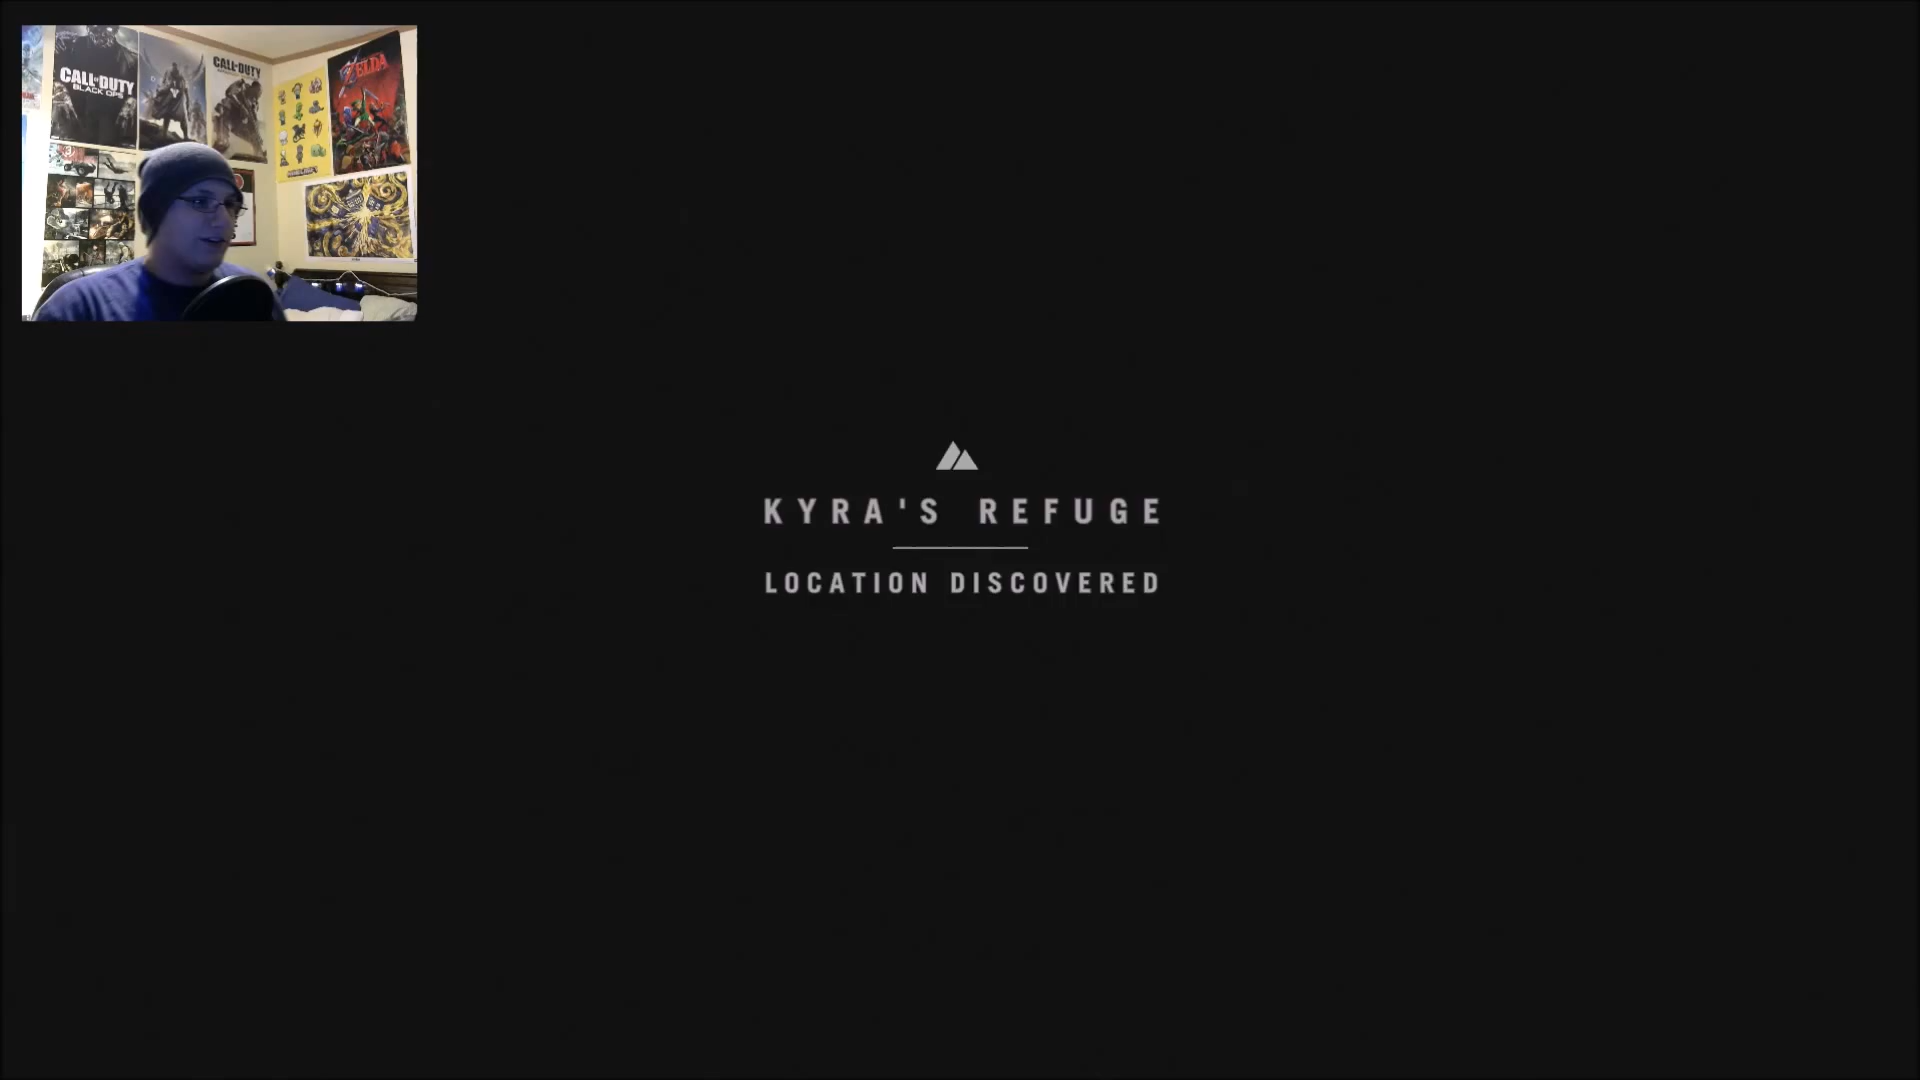 CALL OF DUTY
BLACK OPS
CALL OF DUTY
ZELDA
KYRA'S REFUGE
LOCATION DISCOVERED